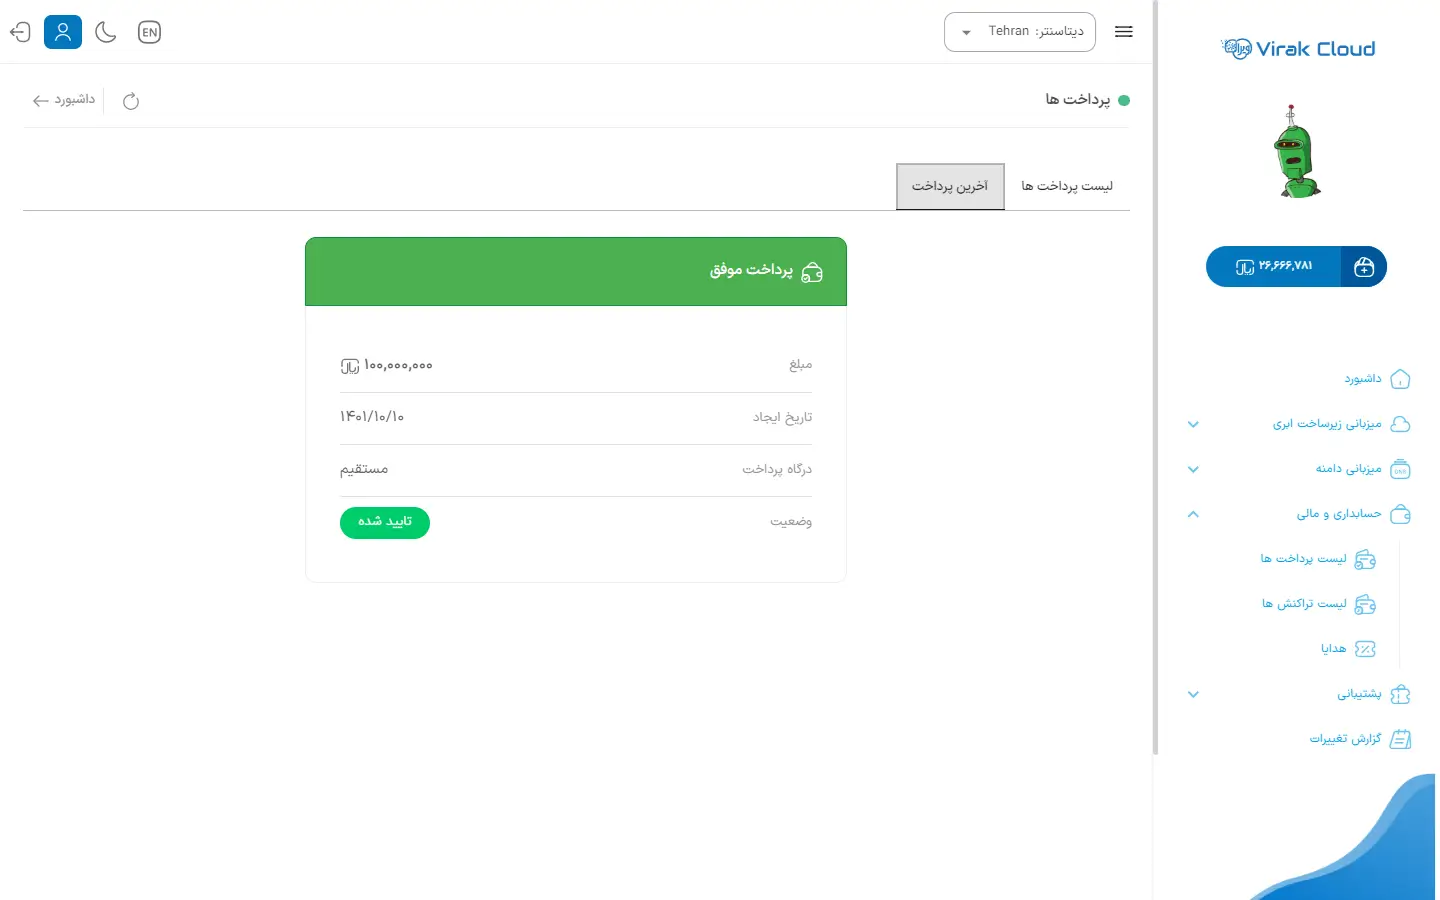 Virak Cloud
۲۶,۶۶۶,۷۸۱ ریال
داشبورد
میزبانی زیرساخت ابری
میزبانی دامنه
حسابداری و مالی
لیست پرداخت ها
لیست تراکنش ها
هدایا
پشتیبانی
گزارش تغییرات
دیتاسنتر: Tehran
EN
پرداخت ها
داشبورد
لیست پرداخت ها
آخرین پرداخت
پرداخت موفق
مبلغ
۱۰۰,۰۰۰,۰۰۰ ریال
تاریخ ایجاد
۱۴۰۱/۱۰/۱۰
درگاه پرداخت
مستقیم
وضعیت
تایید شده